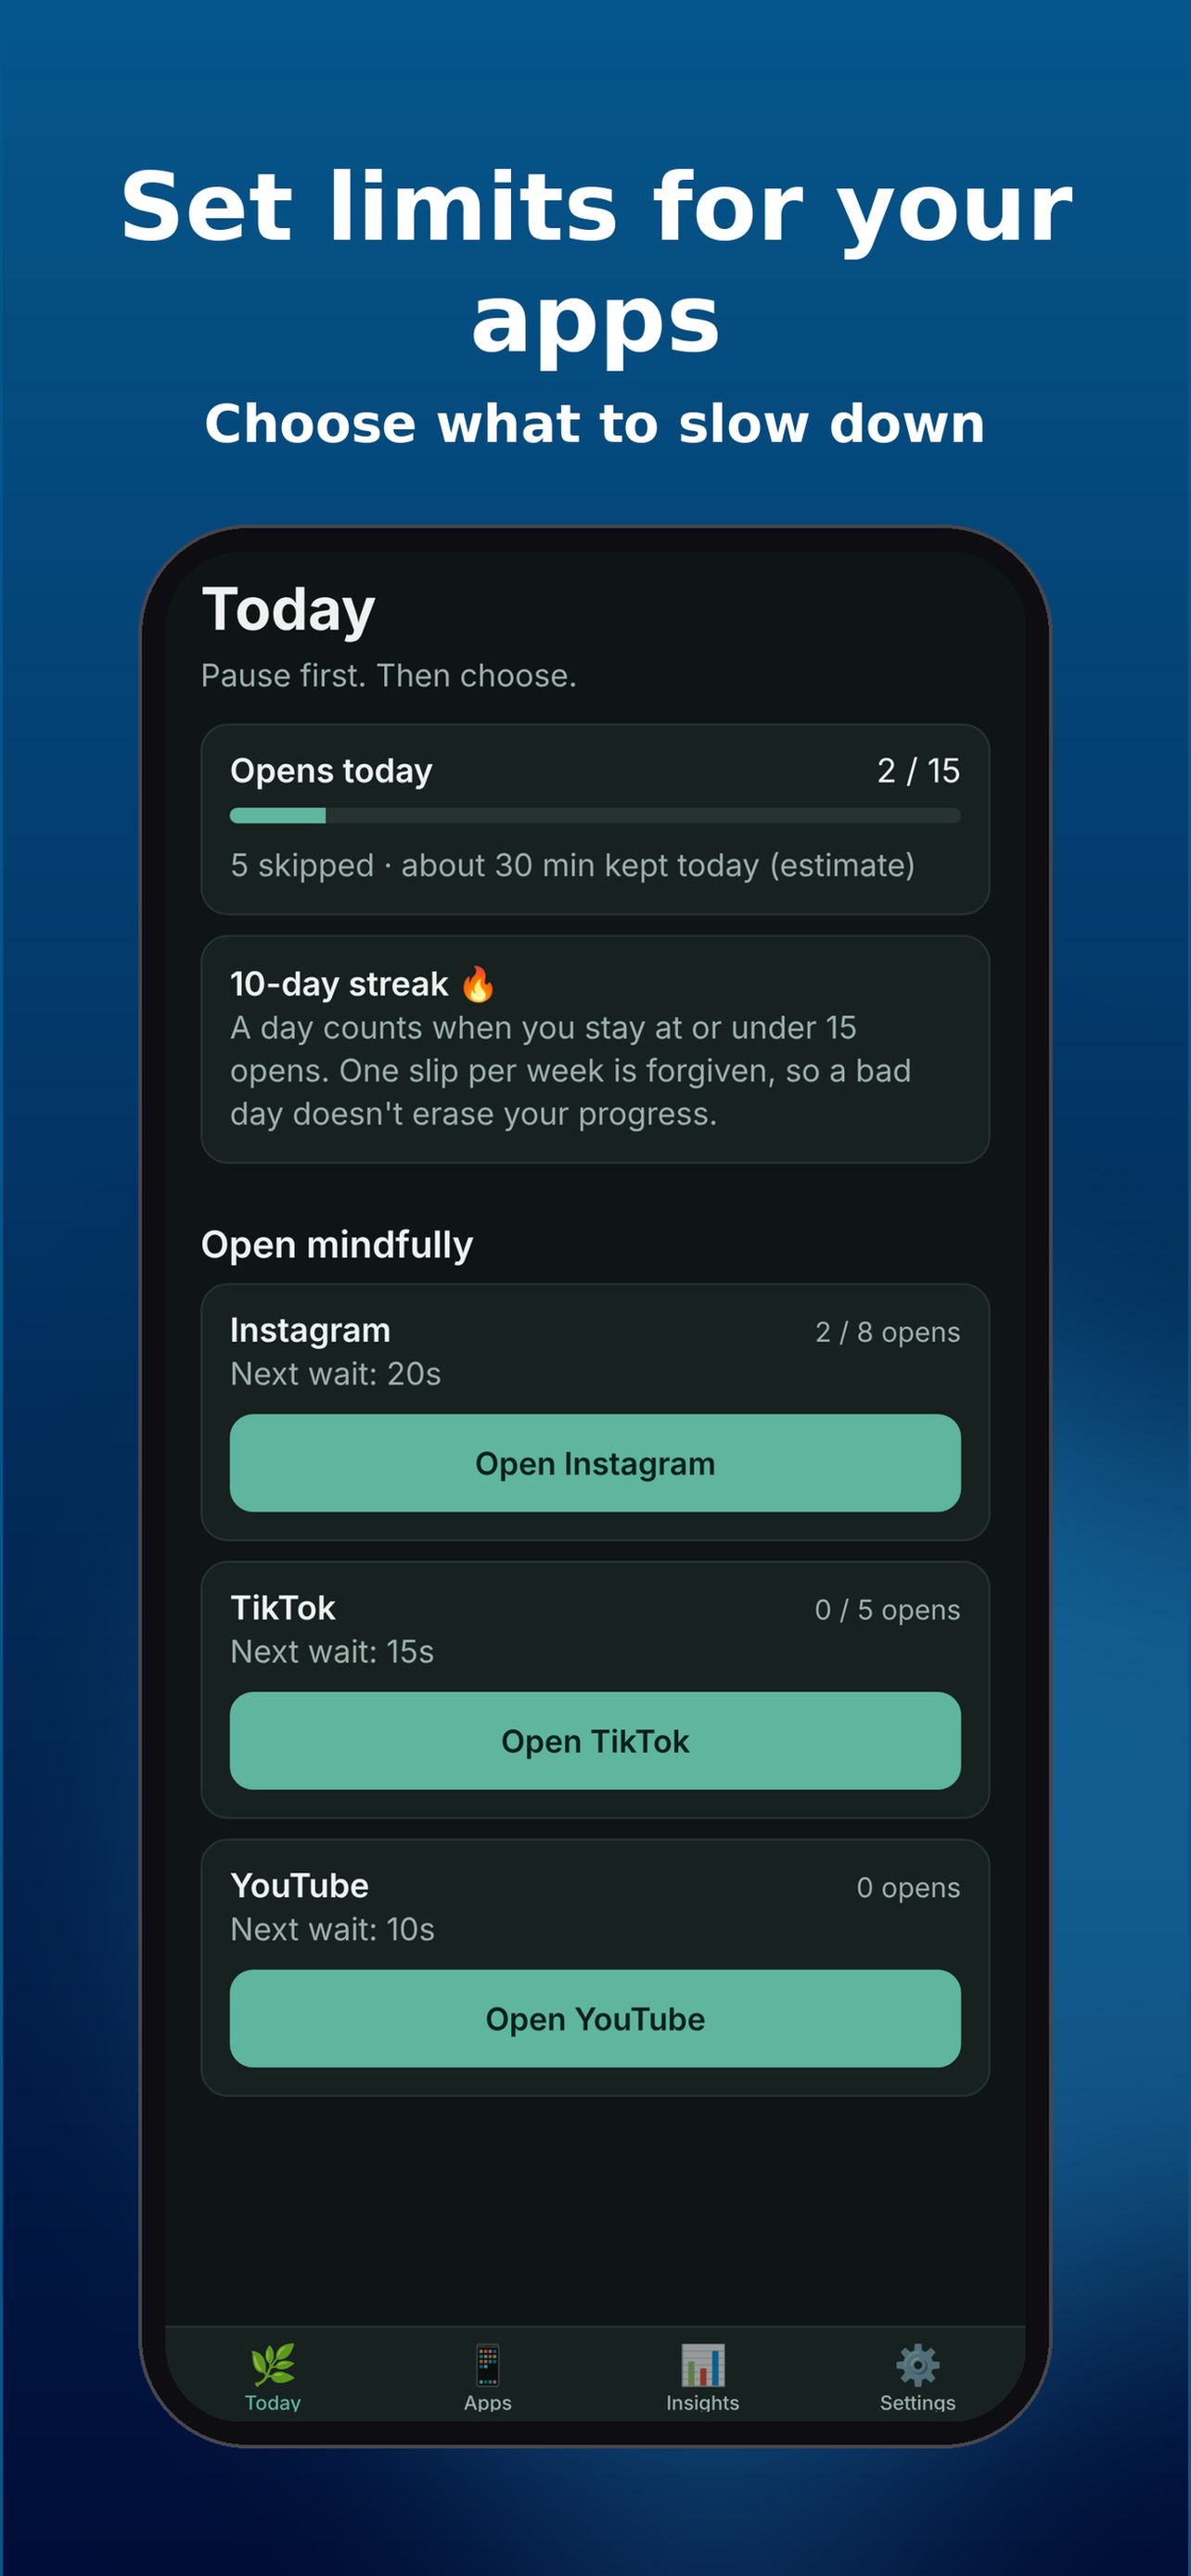 Set limits for your
apps
Choose what to slow down
Today
Pause first. Then choose.
Opens today 2 / 15
5 skipped · about 30 min kept today (estimate)
10-day streak 🔥
A day counts when you stay at or under 15
opens. One slip per week is forgiven, so a bad
day doesn't erase your progress.
Open mindfully
Instagram 2 / 8 opens
Next wait: 20s
Open Instagram
TikTok 0 / 5 opens
Next wait: 15s
Open TikTok
YouTube 0 opens
Next wait: 10s
Open YouTube
Today Apps Insights Settings